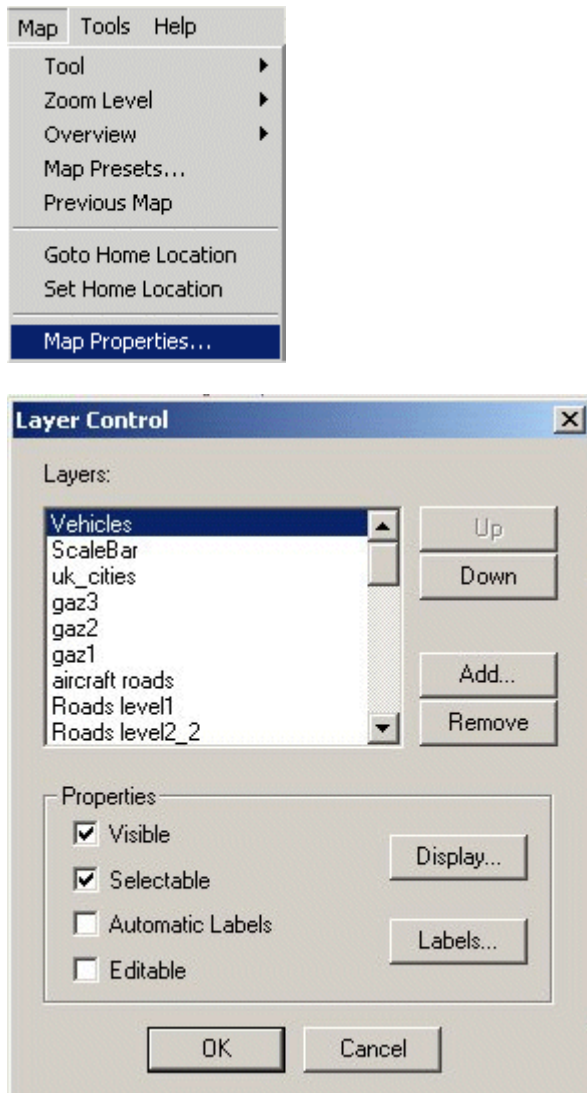 Map Tools Help
Tool
Zoom Level
Overview
Map Presets...
Previous Map
Goto Home Location
Set Home Location
Map Properties...
Layer Control
Layers:
Vehicles
ScaleBar
uk_cities
gaz3
gaz2
gaz1
aircraft roads
Roads level1
Roads level2_2
Up
Down
Add...
Remove
Properties
Visible
Selectable
Automatic Labels
Editable
Display...
Labels...
OK
Cancel